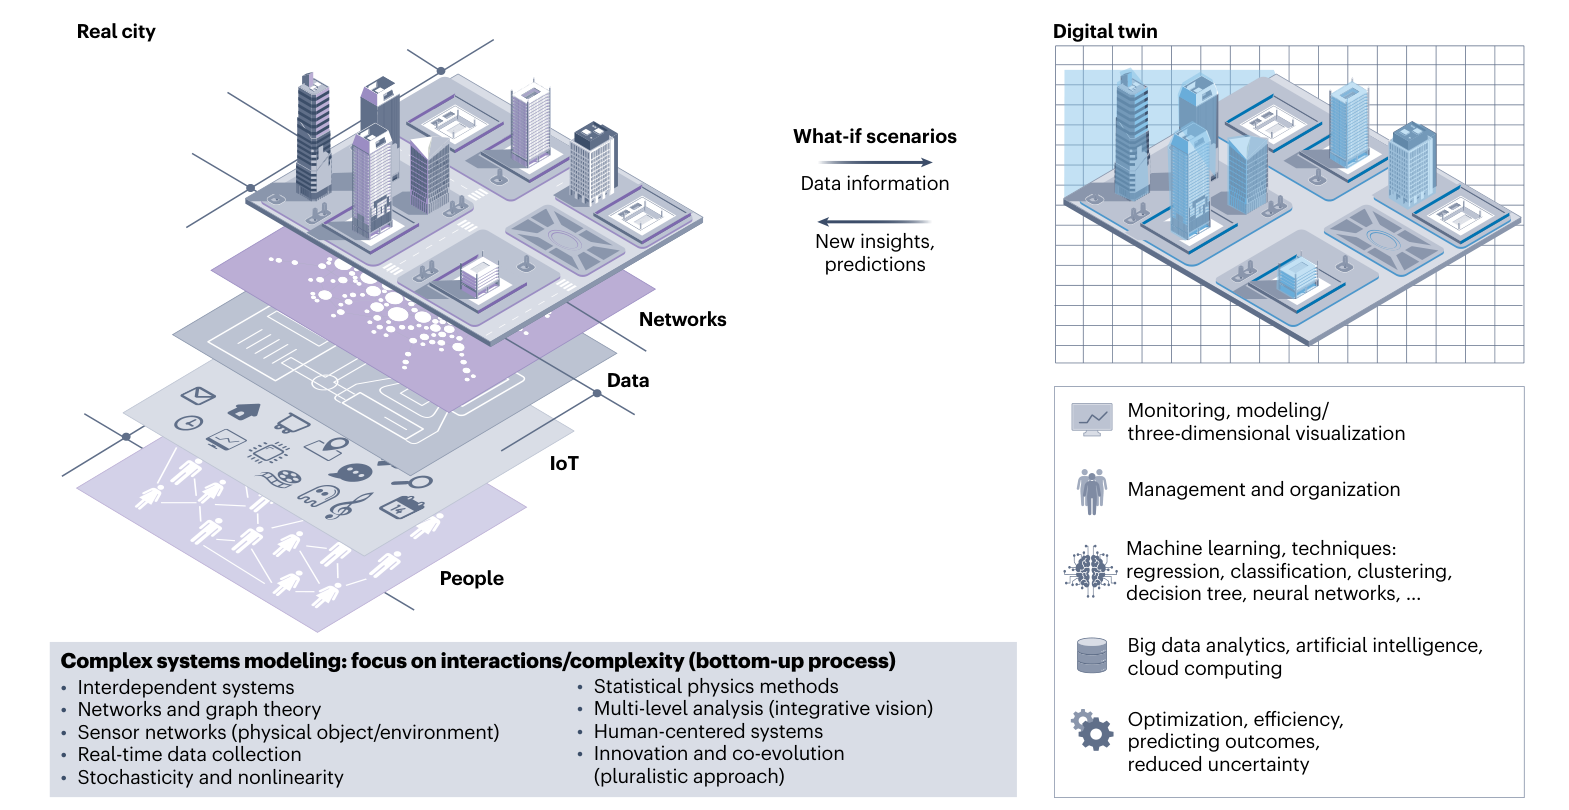 Real city
Digital twin
What-if scenarios
Data information
New insights,
predictions
Networks
Data
IoT
14
People
Monitoring, modeling/
three-dimensional visualization
Management and organization
Machine learning, techniques:
regression, classification, clustering,
decision tree, neural networks, ...
Big data analytics, artificial intelligence,
cloud computing
Optimization, efficiency,
predicting outcomes,
reduced uncertainty
Complex systems modeling: focus on interactions/complexity (bottom-up process)
• Interdependent systems
• Networks and graph theory
• Sensor networks (physical object/environment)
• Real-time data collection
• Stochasticity and nonlinearity
• Statistical physics methods
• Multi-level analysis (integrative vision)
• Human-centered systems
• Innovation and co-evolution
(pluralistic approach)